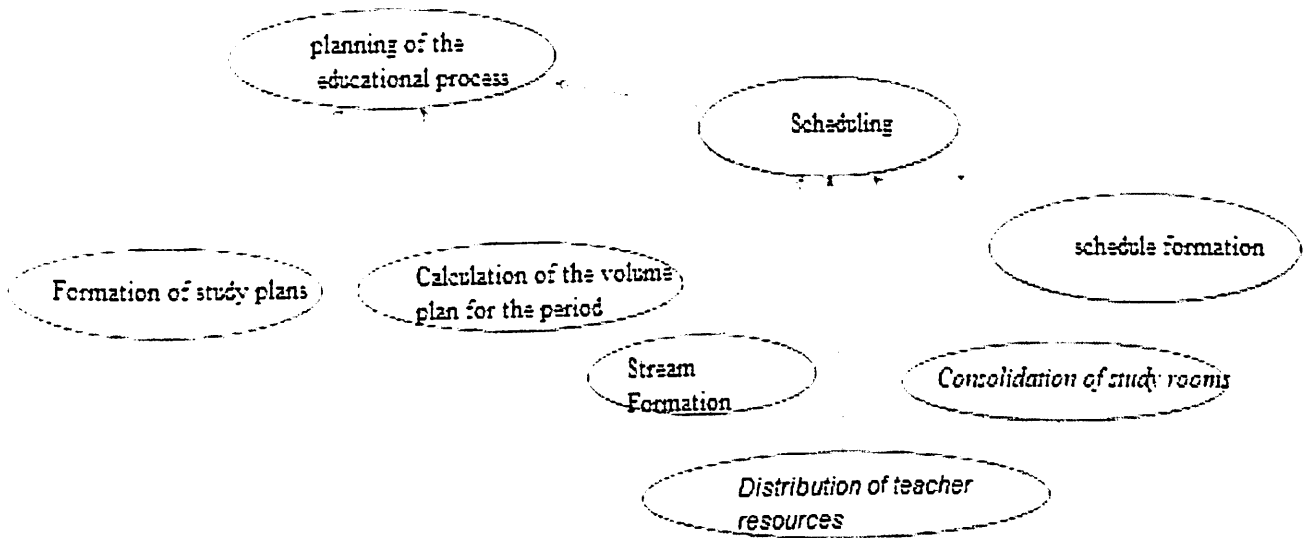 planning of the
educational process
Scheduling
schedule formation
Formation of study plans
Calculation of the volume
plan for the period
Stream
Formation
Consolidation of study rooms
Distribution of teacher
resources